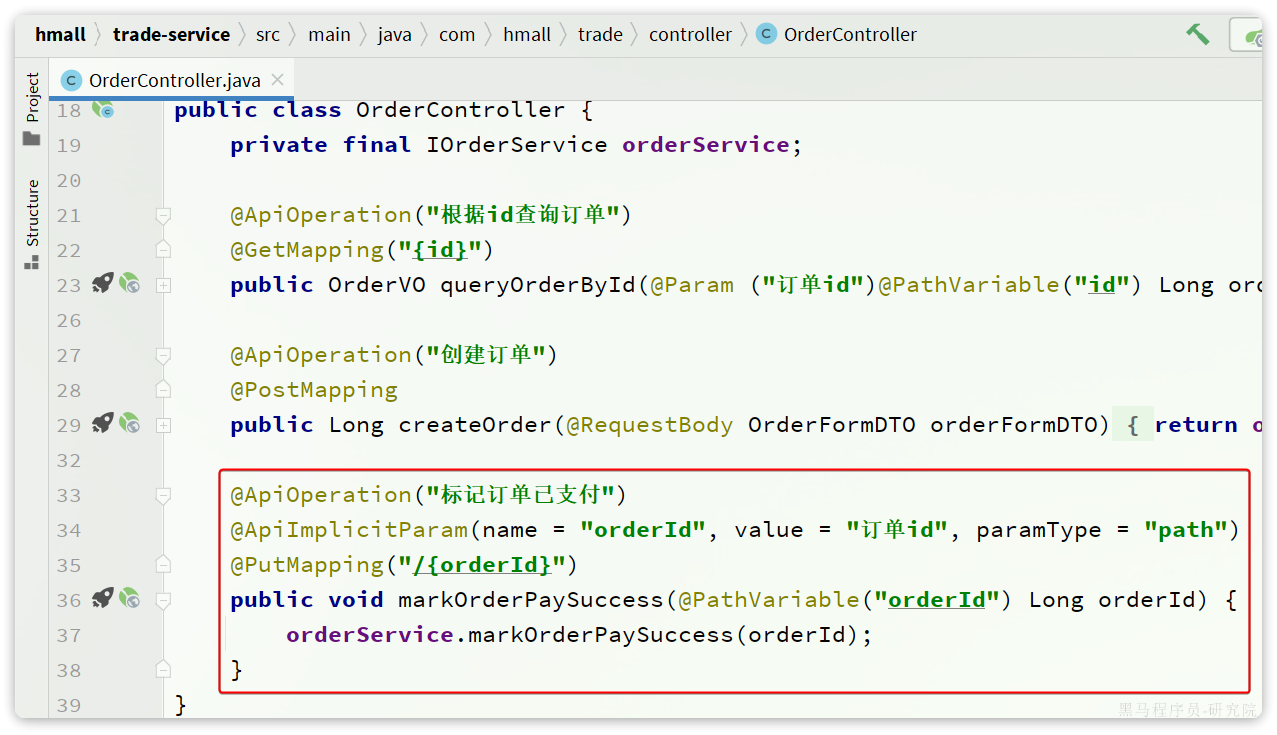 hmall 〉 trade-service 〉 src 〉 main 〉 java 〉 com 〉 hmall 〉 trade 〉 controller 〉 C OrderController
Project
Structure
C OrderController.java ×
18 public class OrderController {
19 private final IOrderService orderService;
20
21 @ApiOperation("根据id查询订单")
22 @GetMapping("{id}")
23 public OrderVO queryOrderById(@Param ("订单id")@PathVariable("id") Long
26
27 @ApiOperation("创建订单")
28 @PostMapping
29 public Long createOrder(@RequestBody OrderFormDTO orderFormDTO) { return
32
33 @ApiOperation("标记订单已支付")
34 @ApiImplicitParam(name = "orderId", value = "订单id", paramType = "path")
35 @PutMapping("/{orderId}")
36 public void markOrderPaySuccess(@PathVariable("orderId") Long orderId) {
37 orderService.markOrderPaySuccess(orderId);
38 }
39 }
黑马程序员-研究院